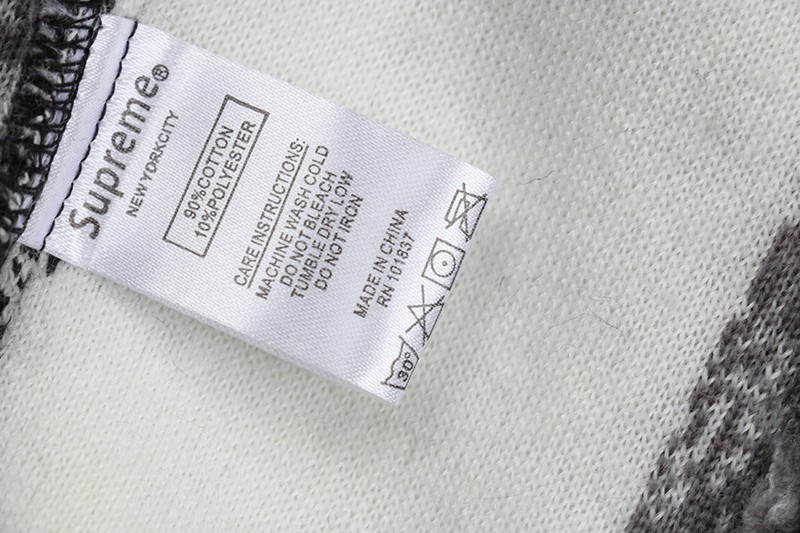 Supreme®
NEWYORKCITY
90%COTTON
10%POLYESTER
CARE INSTRUCTIONS:
MACHINE WASH COLD
DO NOT BLEACH
TUMBLE DRY LOW
DO NOT IRON
MADE IN CHINA
RN 101837
30°